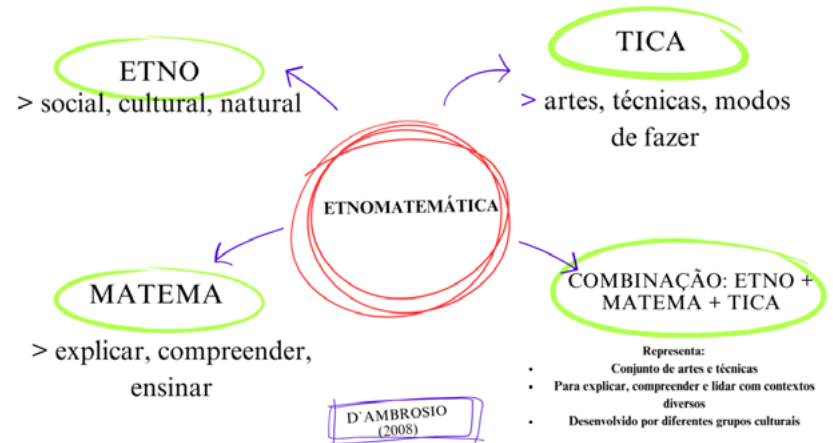 ETNO
> social, cultural, natural
TICA
> artes, técnicas, modos
de fazer
ETNOMATEMÁTICA
MATEMA
> explicar, compreender,
ensinar
COMBINAÇÃO: ETNO +
MATEMA + TICA
Representa:
• Conjunto de artes e técnicas
• Para explicar, compreender e lidar com contextos
diversos
• Desenvolvido por diferentes grupos culturais
D`AMBROSIO
(2008)